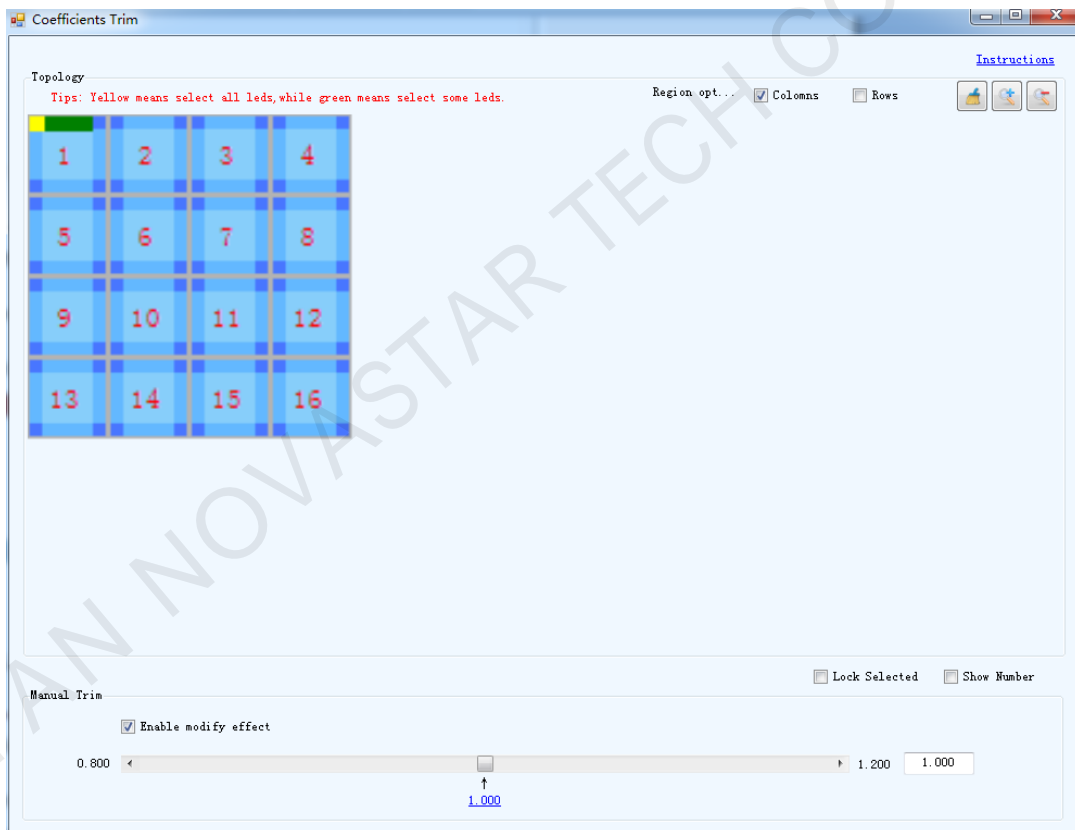 Coefficients Trim
Instructions
Topology
Tips: Yellow means select all leds,while green means select some leds.
Region opt... Colomns Rows
1 2 3 4
5 6 7 8
9 10 11 12
13 14 15 16
Lock Selected Show Number
Manual Trim
Enable modify effect
0.800 1.200 1.000
1.000
AN NOVASTAR TECH CO